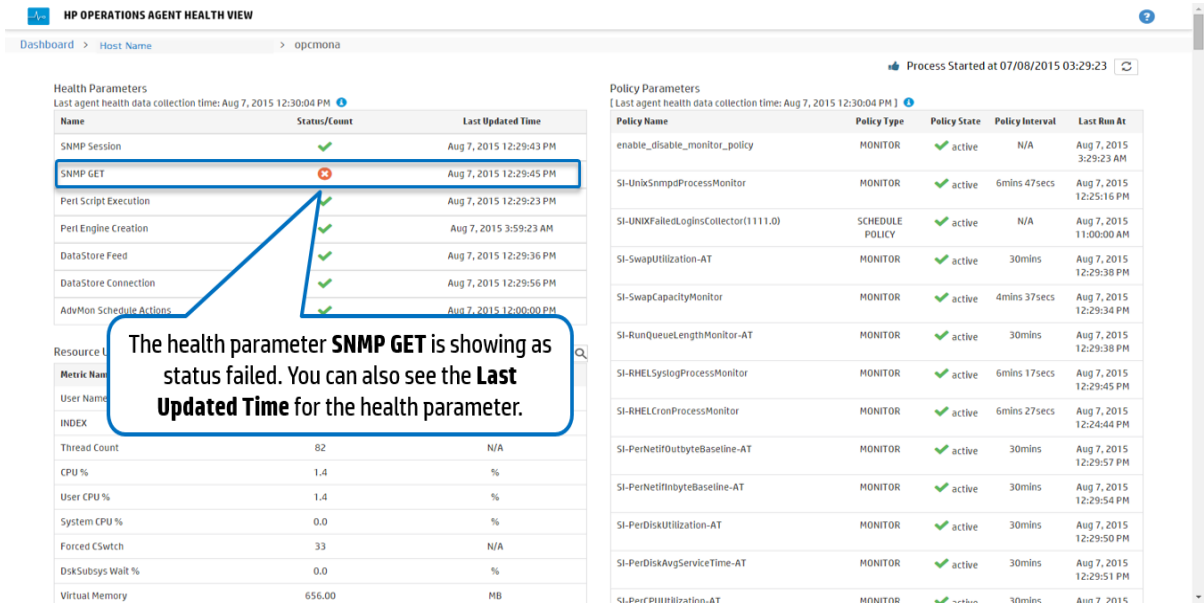 HP OPERATIONS AGENT HEALTH VIEW
?
Dashboard > Host Name > opcmona
Process Started at 07/08/2015 03:29:23
Health Parameters
Last agent health data collection time: Aug 7, 2015 12:30:04 PM
Name Status/Count Last Updated Time
SNMP Session Aug 7, 2015 12:29:43 PM
SNMP GET Aug 7, 2015 12:29:45 PM
Perl Script Execution Aug 7, 2015 12:29:23 PM
Perl Engine Creation Aug 7, 2015 3:59:23 AM
DataStore Feed Aug 7, 2015 12:29:36 PM
DataStore Connection Aug 7, 2015 12:29:56 PM
AdvMon Schedule Actions Aug 7, 2015 12:00:00 PM
The health parameter SNMP GET is showing as
status failed. You can also see the Last
Updated Time for the health parameter.
Resource U
Metric Nam
User Name
INDEX
Thread Count 82 N/A
CPU % 1.4 %
User CPU % 1.4 %
System CPU % 0.0 %
Forced CSwtch 33 N/A
DskSubsys Wait % 0.0 %
Virtual Memory 656.00 MB
Policy Parameters
[ Last agent health data collection time: Aug 7, 2015 12:30:04 PM ]
Policy Name Policy Type Policy State Policy Interval Last Run At
enable_disable_monitor_policy MONITOR active N/A Aug 7, 2015
3:29:23 AM
SI-UnixSnmpdProcessMonitor MONITOR active 6mins 47secs Aug 7, 2015
12:25:16 PM
SI-UNIXFailedLoginsCollector(1111.0) SCHEDULE active N/A Aug 7, 2015
POLICY 11:00:00 AM
SI-SwapUtilization-AT MONITOR active 30mins Aug 7, 2015
12:29:38 PM
SI-SwapCapacityMonitor MONITOR active 4mins 37secs Aug 7, 2015
12:29:34 PM
SI-RunQueueLengthMonitor-AT MONITOR active 30mins Aug 7, 2015
12:29:38 PM
SI-RHELSyslogProcessMonitor MONITOR active 6mins 17secs Aug 7, 2015
12:29:45 PM
SI-RHELCronProcessMonitor MONITOR active 6mins 27secs Aug 7, 2015
12:24:44 PM
SI-PerNetifOutbyteBaseline-AT MONITOR active 30mins Aug 7, 2015
12:29:57 PM
SI-PerNetifInbyteBaseline-AT MONITOR active 30mins Aug 7, 2015
12:29:54 PM
SI-PerDiskUtilization-AT MONITOR active 30mins Aug 7, 2015
12:29:50 PM
SI-PerDiskAvgServiceTime-AT MONITOR active 30mins Aug 7, 2015
12:29:51 PM
SI-PerCPUUtilization-AT MONITOR active 30mins Aug 7, 2015